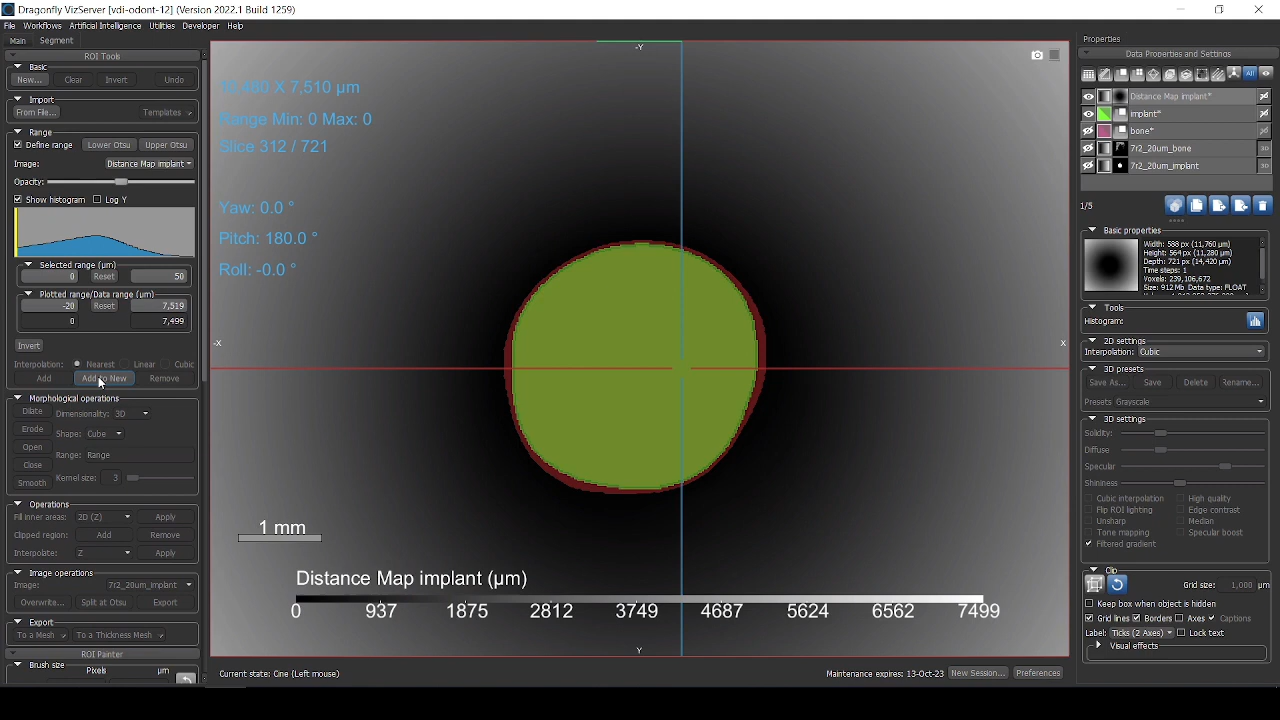 Dragonfly VizServer [vdi-odont-12] (Version 2022.1 Build 1259)
File Workflows Artificial Intelligence Utilities Developer Help
Main Segment
ROI Tools
Basic
New... Clear Invert Undo
Import
From File... Templates
Range
Define range Lower Otsu Upper Otsu
Image: Distance Map implant
Opacity:
Show histogram Log Y
Selected range (µm)
0 Reset 50
Plotted range/Data range (µm)
-20 Reset 7,519
0 7,499
Invert
Interpolation: Nearest Linear Cubic
Add Add to New Remove
Morphological operations
Dilate Dimensionality: 3D
Erode Shape: Cube
Open
Range: Range
Close
Smooth Kernel size: 3
Operations
Fill inner areas: 2D (Z) Apply
Clipped region: Add Remove
Interpolate: Z Apply
Image operations
Image: 7r2_20um_implant
Overwrite... Split at Otsu Export
Export
To a Mesh To a Thickness Mesh
ROI Painter
Brush size
Pixels µm
-Y
7,510 µm
Range Min: 0 Max: 0
Slice 312 / 721
Yaw: 0.0 °
Pitch: 180.0 °
Roll: -0.0 °
-X X
1 mm
Distance Map implant (µm)
0 937 1875 2812 3749 4687 5624 6562 7499
Y
Current state: Cine (Left mouse)
Maintenance expires: 13-Oct-23 New Session... Preferences
Properties
Data Properties and Settings
All
Distance Map implant*
implant*
bone*
7r2_20um_bone 3D
7r2_20um_implant 3D
1/5
Basic properties
Width: 588 px (11,760 µm)
Height: 564 px (11,280 µm)
Depth: 721 px (14,420 µm)
Time steps: 1
Voxels: 239,106,672
Size: 912 Mb Data type: FLOAT
Tools
Histogram:
2D settings
Interpolation: Cubic
3D presets
Save As... Save Delete Rename...
Presets Grayscale
3D settings
Solidity:
Diffuse
Specular
Shininess
Cubic interpolation High quality
Flip ROI lighting Edge contrast
Unsharp Median
Tone mapping Specular boost
Filtered gradient
Clip
Grid size: 1,000 µm
Keep box when object is hidden
Grid lines Borders Axes Captions
Label: Ticks (2 Axes) Lock text
Visual effects